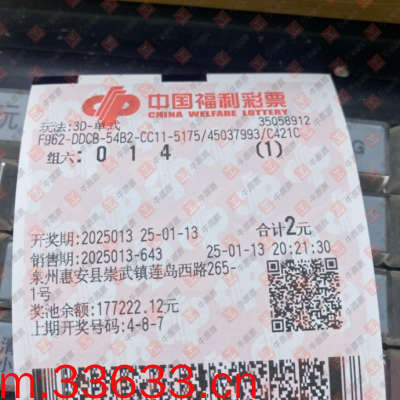 中国福利彩票
CHINA WELFARE LOTTERY
玩法:3D-单式
35058912
F962-DDCB-54B2-CC11-5175/45037993/C421C
组六: 0 1 4 (1)
开奖期:2025013 25-01-13 合计2元
销售期:2025013-643 25-01-13 20:21:30
泉州惠安县崇武镇莲岛西路265-
1号
奖池余额:177222.12元
上期开奖号码:4-8-7
m.33633.cn